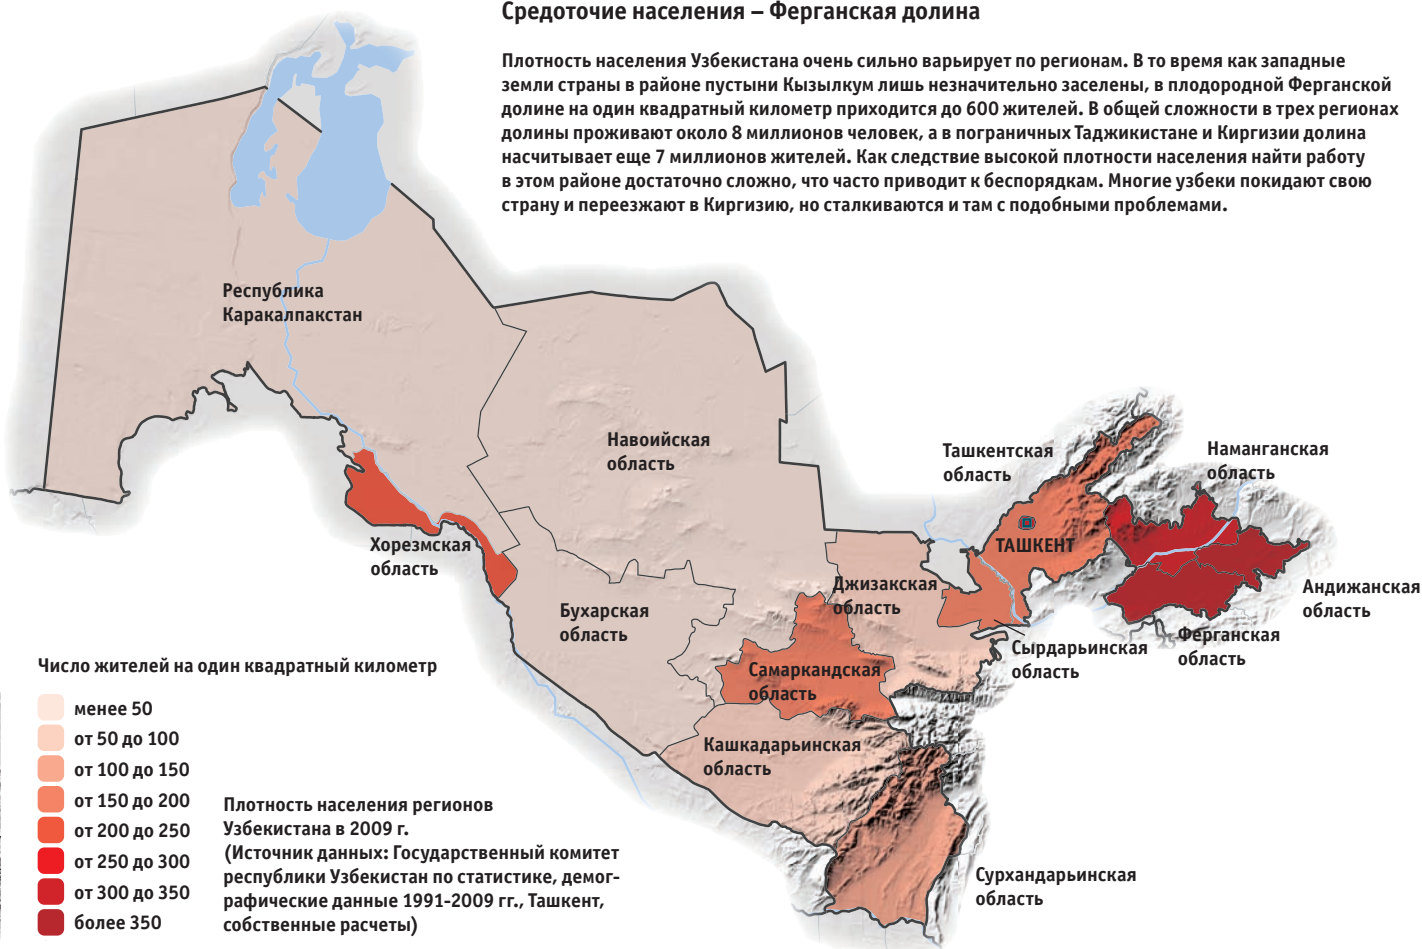 Средоточие населения – Ферганская долина
Плотность населения Узбекистана очень сильно варьирует по регионам. В то время как западные
земли страны в районе пустыни Кызылкум лишь незначительно заселены, в плодородной Ферганской
долине на один квадратный километр приходится до 600 жителей. В общей сложности в трех регионах
долины проживают около 8 миллионов человек, а в пограничных Таджикистане и Киргизии долина
насчитывает еще 7 миллионов жителей. Как следствие высокой плотности населения найти работу
в этом районе достаточно сложно, что часто приводит к беспорядкам. Многие узбеки покидают свою
страну и переезжают в Киргизию, но сталкиваются и там с подобными проблемами.
Республика
Каракалпакстан
Навоийская
область
Ташкентская
область
Наманганская
область
ТАШКЕНТ
Хорезмская
область
Джизакская
область
Андижанская
область
Бухарская
область
Ферганская
область
Сырдарьинская
область
Самаркандская
область
Кашкадарьинская
область
Сурхандарьинская
область
Число жителей на один квадратный километр
менее 50
от 50 до 100
от 100 до 150
от 150 до 200
от 200 до 250
от 250 до 300
от 300 до 350
более 350
Плотность населения регионов
Узбекистана в 2009 г.
(Источник данных: Государственный комитет
республики Узбекистан по статистике, демог-
рафические данные 1991-2009 гг., Ташкент,
собственные расчеты)